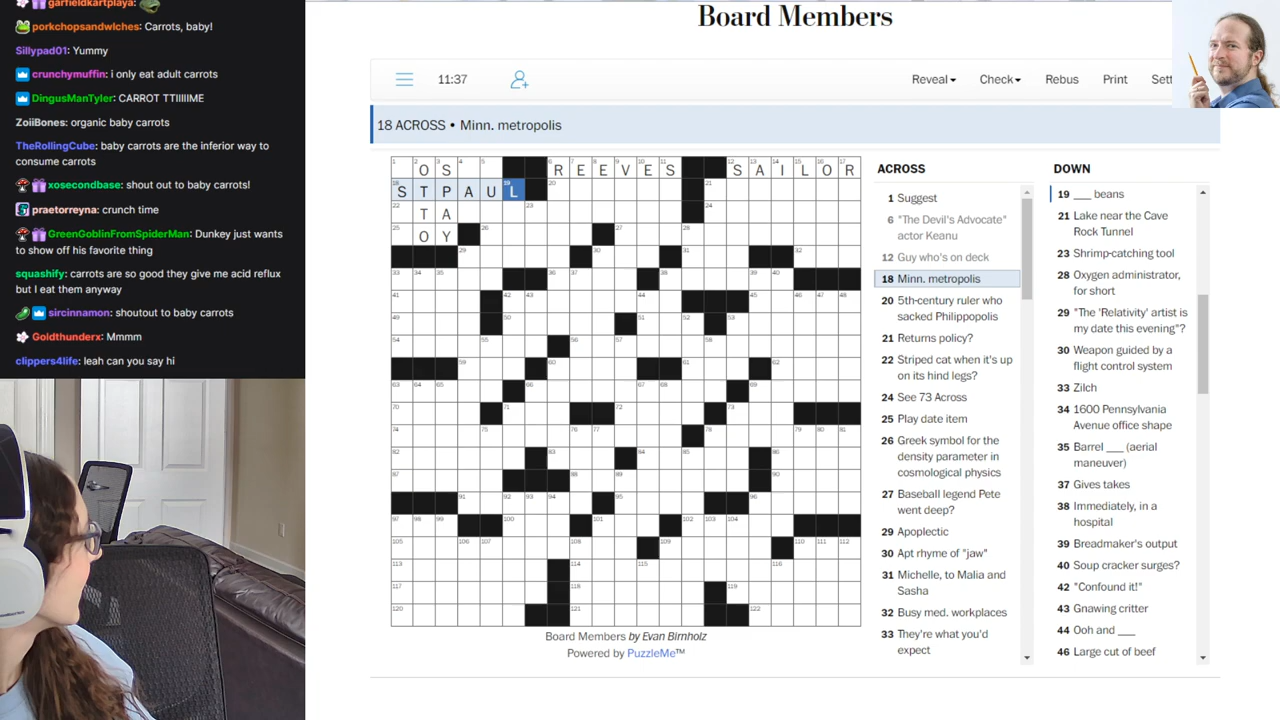 garfieldkartplaya:
porkchopsandwlches: Carrots, baby!
Sillypad01: Yummy
crunchymuffin: i only eat adult carrots
DingusManTyler: CARROT TTIIIIME
ZoiiBones: organic baby carrots
TheRollingCube: baby carrots are the inferior way to
consume carrots
xosecondbase: shout out to baby carrots!
praetorreyna: crunch time
GreenGoblinFromSpiderMan: Dunkey just wants
to show off his favorite thing
squashify: carrots are so good they give me acid reflux
but I eat them anyway
sircinnamon: shoutout to baby carrots!
Goldthunderx: Mmmm
clippers4life: leah can you say hi
Board Members
11:37
Reveal
Check
Rebus
Print
Sett
18 ACROSS • Minn. metropolis
O S R E E V E S S A I L O R
S T P A U L
T A
O Y
Board Members by Evan Birnholz
Powered by PuzzleMe™
ACROSS
1 Suggest
6 "The Devil's Advocate"
actor Keanu
12 Guy who's on deck
18 Minn. metropolis
20 5th-century ruler who
sacked Philippopolis
21 Returns policy?
22 Striped cat when it's up
on its hind legs?
24 See 73 Across
25 Play date item
26 Greek symbol for the
density parameter in
cosmological physics
27 Baseball legend Pete
went deep?
29 Apoplectic
30 Apt rhyme of "jaw"
31 Michelle, to Malia and
Sasha
32 Busy med. workplaces
33 They're what you'd
expect
DOWN
19 ___ beans
21 Lake near the Cave
Rock Tunnel
23 Shrimp-catching tool
28 Oxygen administrator,
for short
29 "The 'Relativity' artist is
my date this evening"?
30 Weapon guided by a
flight control system
33 Zilch
34 1600 Pennsylvania
Avenue office shape
35 Barrel ___ (aerial
maneuver)
37 Gives takes
38 Immediately, in a
hospital
39 Breadmaker's output
40 Soup cracker surges?
42 "Confound it!"
43 Gnawing critter
44 Ooh and ___
46 Large cut of beef